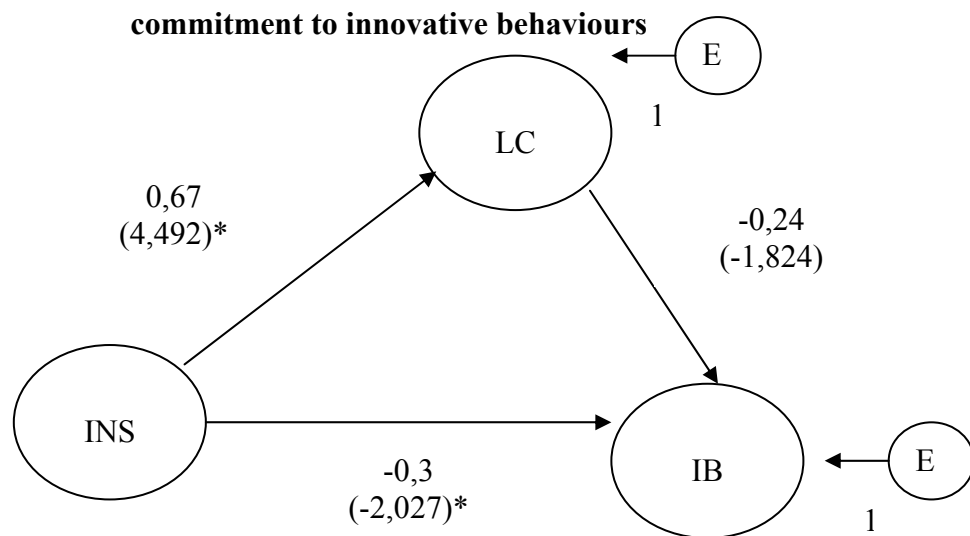 commitment to innovative behaviours
E
1
LC
0,67
(4,492)*
-0,24
(-1,824)
INS
-0,3
(-2,027)*
IB
E
1